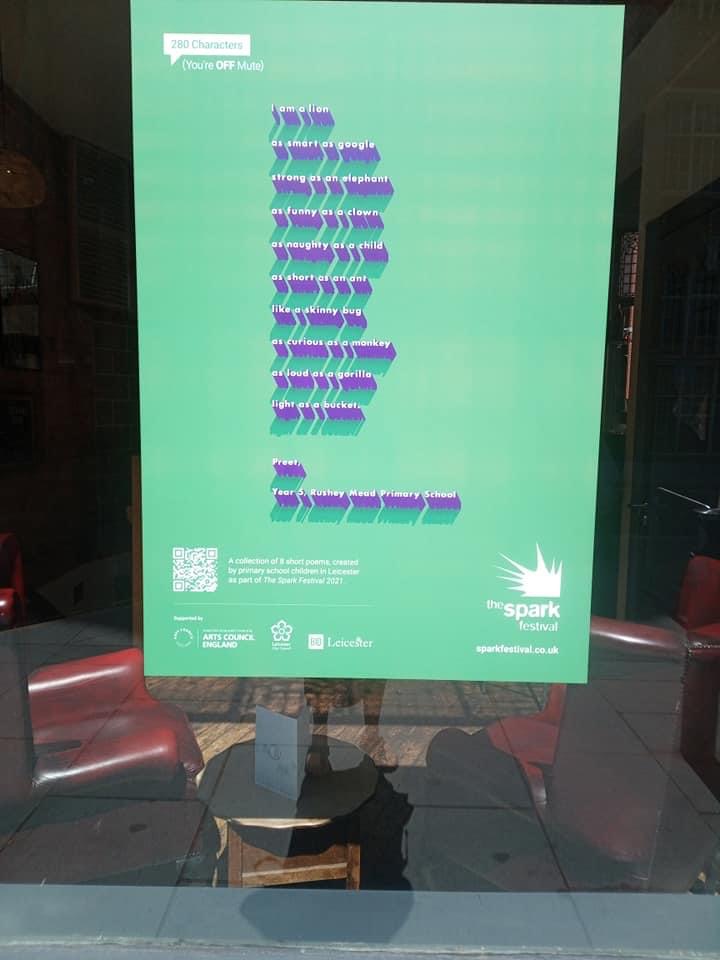 280 Characters
(You're OFF Mute)
I am a lion
as smart as google
strong as an elephant
as funny as a clown
as naughty as a child
as short as an ant
like a skinny bug
as curious as a monkey
as loud as a gorilla
light as a bucket.
Preet,
Year 5, Rushey Mead Primary School
A collection of 8 short poems, created
by primary school children in Leicester
as part of The Spark Festival 2021.
the spark
festival
Supported by
ARTS COUNCIL
ENGLAND
Leicester
City Council
BID Leicester
sparkfestival.co.uk